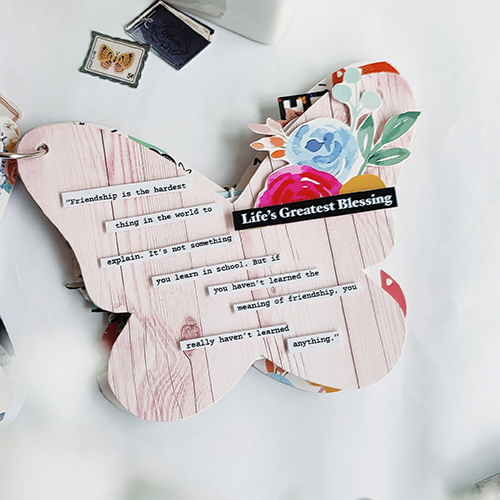 "Friendship is the hardest
thing in the world to
explain. It's not something
you learn in school. But if
you haven't learned the
meaning of friendship, you
really haven't learned
anything."
Life's Greatest Blessing
5c